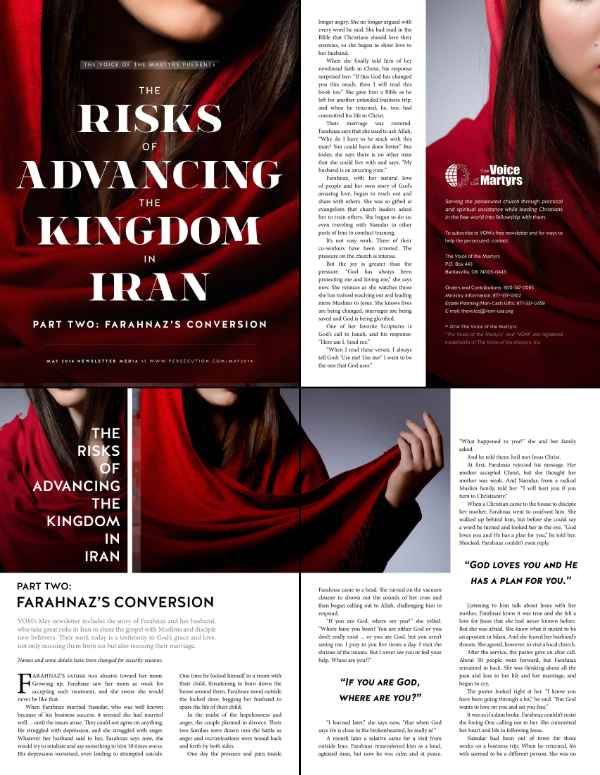 THE VOICE OF THE MARTYRS PRESENTS
THE
RISKS
OF
ADVANCING
THE
KINGDOM
IN
IRAN
PART TWO: FARAHNAZ'S CONVERSION
MAY 2014 NEWSLETTER MEDIA // WWW.PERSECUTION.COM/MAY2014
longer angry. She no longer argued with
every word he said. She had read in the
Bible that Christians should love their
enemies, so she began to show love to
her husband.
When she finally told him of her
newfound faith in Christ, his response
surprised her: "If this God has changed
you this much, then I will read this
book too." She gave him a Bible as he
left for another extended business trip;
and when he returned, he, too, had
committed his life to Christ.
Their marriage was restored.
Farahnaz says that she used to ask Allah,
"Why do I have to be stuck with this
man? You could have done better!" But
today, she says there is no other man
that she could live with and says, "My
husband is an amazing man."
Farahnaz, with her natural love
of people and her own story of God's
amazing love, began to reach out and
share with others. She was so gifted at
evangelism that church leaders asked
her to train others. She began to do so,
even traveling with Namdar to other
parts of Iran to conduct training.
It's not easy work. Three of their
co-workers have been arrested. The
pressure on the church is intense.
But the joy is greater than the
pressure. "God has always been
protecting me and loving me," she says
now. She rejoices as she watches those
she has trained reaching out and leading
more Muslims to Jesus. She knows lives
are being changed, marriages are being
saved and God is being glorified.
One of her favorite Scriptures is
God's call to Isaiah, and his response:
"Here am I. Send me."
"When I read these verses, I always
tell God 'Use me! Use me!' I want to be
the one that God uses."
The Voice
of the Martyrs
Serving the persecuted church through practical
and spiritual assistance while leading Christians
in the free world into fellowship with them.
To subscribe to VOM's free newsletter and for ways to
help the persecuted, contact:
The Voice of the Martyrs
P.O. Box 443
Bartlesville, OK 74005-0443
Orders and Contributions: 800-747-0085
Ministry Information: 877-337-0102
E-mail: thevoice@vom-usa.org
© 2014 The Voice of the Martyrs
"The Voice of the Martyrs" and "VOM" are registered
trademarks of The Voice of the Martyrs, Inc.
THE
RISKS
OF
ADVANCING
THE
KINGDOM
IN
IRAN
PART TWO:
FARAHNAZ'S CONVERSION
VOM's May newsletter includes the story of Farahnaz and her husband,
who take great risks in Iran to share the gospel with Muslims and disciple
new believers. Their work today is a testimony to God's grace and love,
not only rescuing them from sin but also rescuing their marriage.
Names and some details have been changed for security reasons.
FARAHNAZ'S FATHER was absent toward her mom.
Growing up, Farahnaz saw her mom as weak for
accepting such treatment, and she swore she would
never be like that.
When Farahnaz married Namdar, who was well known
because of his business success, it seemed she had married
well ... until the issues arose. They could not agree on anything.
He struggled with depression, and she struggled with anger.
Whatever her husband said to her, Farahnaz says now, she
would try to retaliate and say something to him 10 times worse.
His depression worsened, even leading to attempted suicide.
One time he locked himself in a room with
their child, threatening to burn down the
house around them. Farahnaz stood outside
the locked door, begging her husband to
spare the life of their child.
In the midst of the hopelessness and
anger, the couple planned to divorce. Their
two families were drawn into the battle as
anger and recriminations were tossed back
and forth by both sides.
One day the pressure and pain inside
Farahnaz came to a head. She turned on the vacuum
cleaner to drown out the sounds of her cries and
then began calling out to Allah, challenging him to
respond.
"If you are God, where are you?" she yelled.
"Where have you been? You are either God or you
don't really exist ... or you are God, but you aren't
seeing me. I pray to you five times a day. I visit the
shrines of the imams. But I never see you or feel your
help. Where are you?!"
"IF YOU ARE GOD,
WHERE ARE YOU?"
"I learned later," she says now, "that when God
says He is close to the brokenhearted, he really is!"
A month later a relative came for a visit from
outside Iran. Farahnaz remembered him as a loud,
agitated man, but now he was calm and at peace.
"What happened to you?" she and her family
asked.
And he told them he'd met Jesus Christ.
At first, Farahnaz rejected his message. Her
mother accepted Christ, but she thought her
mother was weak. And Namdar, from a radical
Muslim family, told her "I will hurt you if you
turn to Christianity."
When a Christian came to the house to disciple
her mother, Farahnaz went to confront him. She
walked up behind him, but before she could say
a word he turned and looked her in the eye. "God
loves you and He has a plan for you," he told her.
Shocked, Farahnaz couldn't even reply.
"GOD LOVES YOU AND HE
HAS A PLAN FOR YOU."
Listening to him talk about Jesus with her
mother, Farahnaz knew it was true and she felt a
love for Jesus that she had never known before.
But she was afraid. She knew what it meant to be
an apostate in Islam. And she feared her husband's
threats. She agreed, however, to visit a local church.
After the service, the pastor gave an altar call.
About 30 people went forward, but Farahnaz
remained in back. She was thinking about all the
pain and loss in her life and her marriage, and
began to cry.
The pastor looked right at her. "I know you
have been going through a lot," he said. "But God
wants to love on you and set you free."
It was as if a dam broke. Farahnaz couldn't resist
the loving One calling out to her. She committed
her heart and life to following Jesus.
Namdar had been out of town for three
weeks on a business trip. When he returned, his
wife seemed to be a different person. She was no